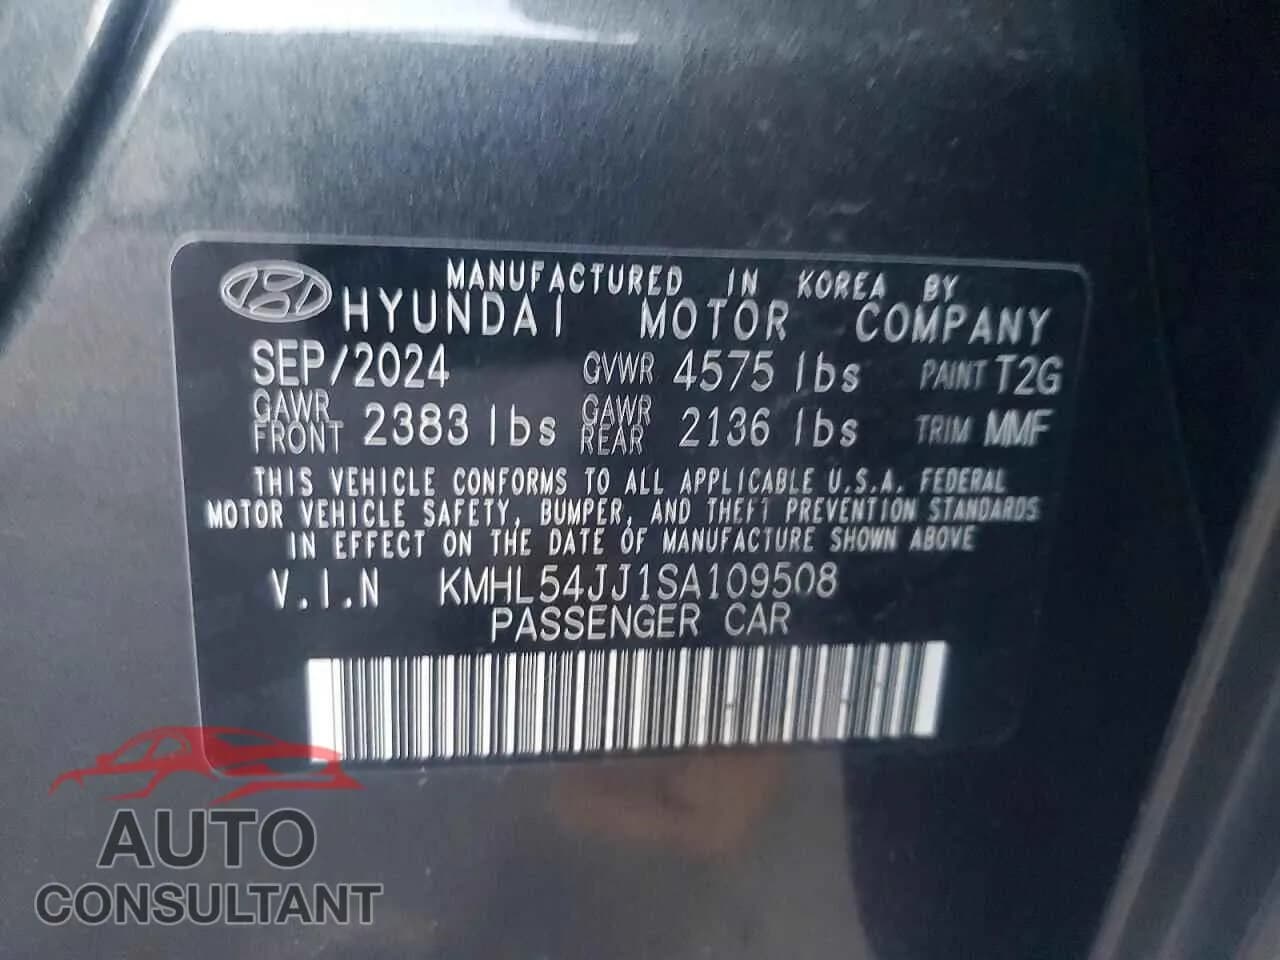 MANUFACTURED IN KOREA BY
HYUNDAI MOTOR COMPANY
SEP/2024 GVWR 4575 lbs PAINT T2G
GAWR FRONT 2383 lbs GAWR REAR 2136 lbs TRIM MMF
THIS VEHICLE CONFORMS TO ALL APPLICABLE U.S.A. FEDERAL
MOTOR VEHICLE SAFETY, BUMPER, AND THEFT PREVENTION STANDARDS
IN EFFECT ON THE DATE OF MANUFACTURE SHOWN ABOVE
V.I.N KMHL54JJ1SA109508
PASSENGER CAR
AUTO
CONSULTANT